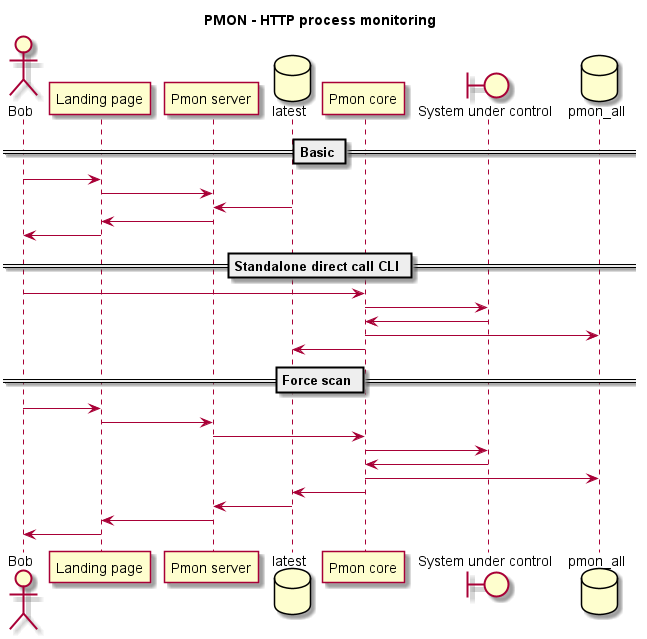 PMON - HTTP process monitoring
Bob
Landing page
Pmon server
latest
Pmon core
System under control
pmon_all
Basic
Standalone direct call CLI
Force scan
Bob
Landing page
Pmon server
latest
Pmon core
System under control
pmon_all